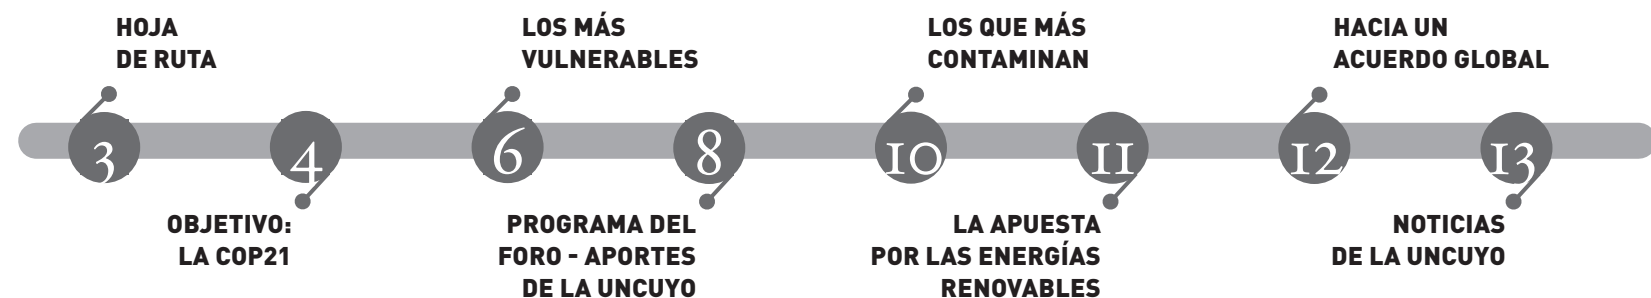 HOJA
DE RUTA
LOS MÁS
VULNERABLES
LOS QUE MÁS
CONTAMINAN
HACIA UN
ACUERDO GLOBAL
3
4
6
8
10
11
12
13
OBJETIVO:
LA COP21
PROGRAMA DEL
FORO - APORTES
DE LA UNCUYO
LA APUESTA
POR LAS ENERGÍAS
RENOVABLES
NOTICIAS
DE LA UNCUYO